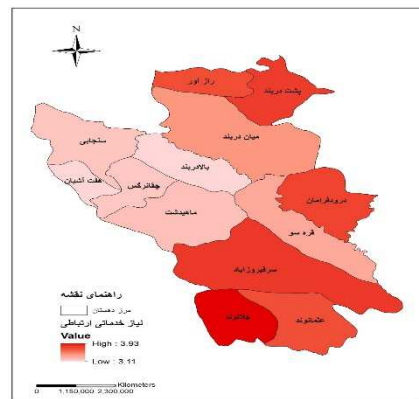 N
راز آور
پشت دربند
میان دربند
سنجابی
بالادربند
هفت آشیان
چقانرگس
درودفرامان
ماهیدشت
قره سو
سرفیروزآباد
جلالوند
عثمانوند
راهنمای نقشه
مرز دهستان
نیاز خدماتی ارتباطی
Value
High : 3.93
Low : 3.11
Kilometers
0 1,150,000 2,300,000